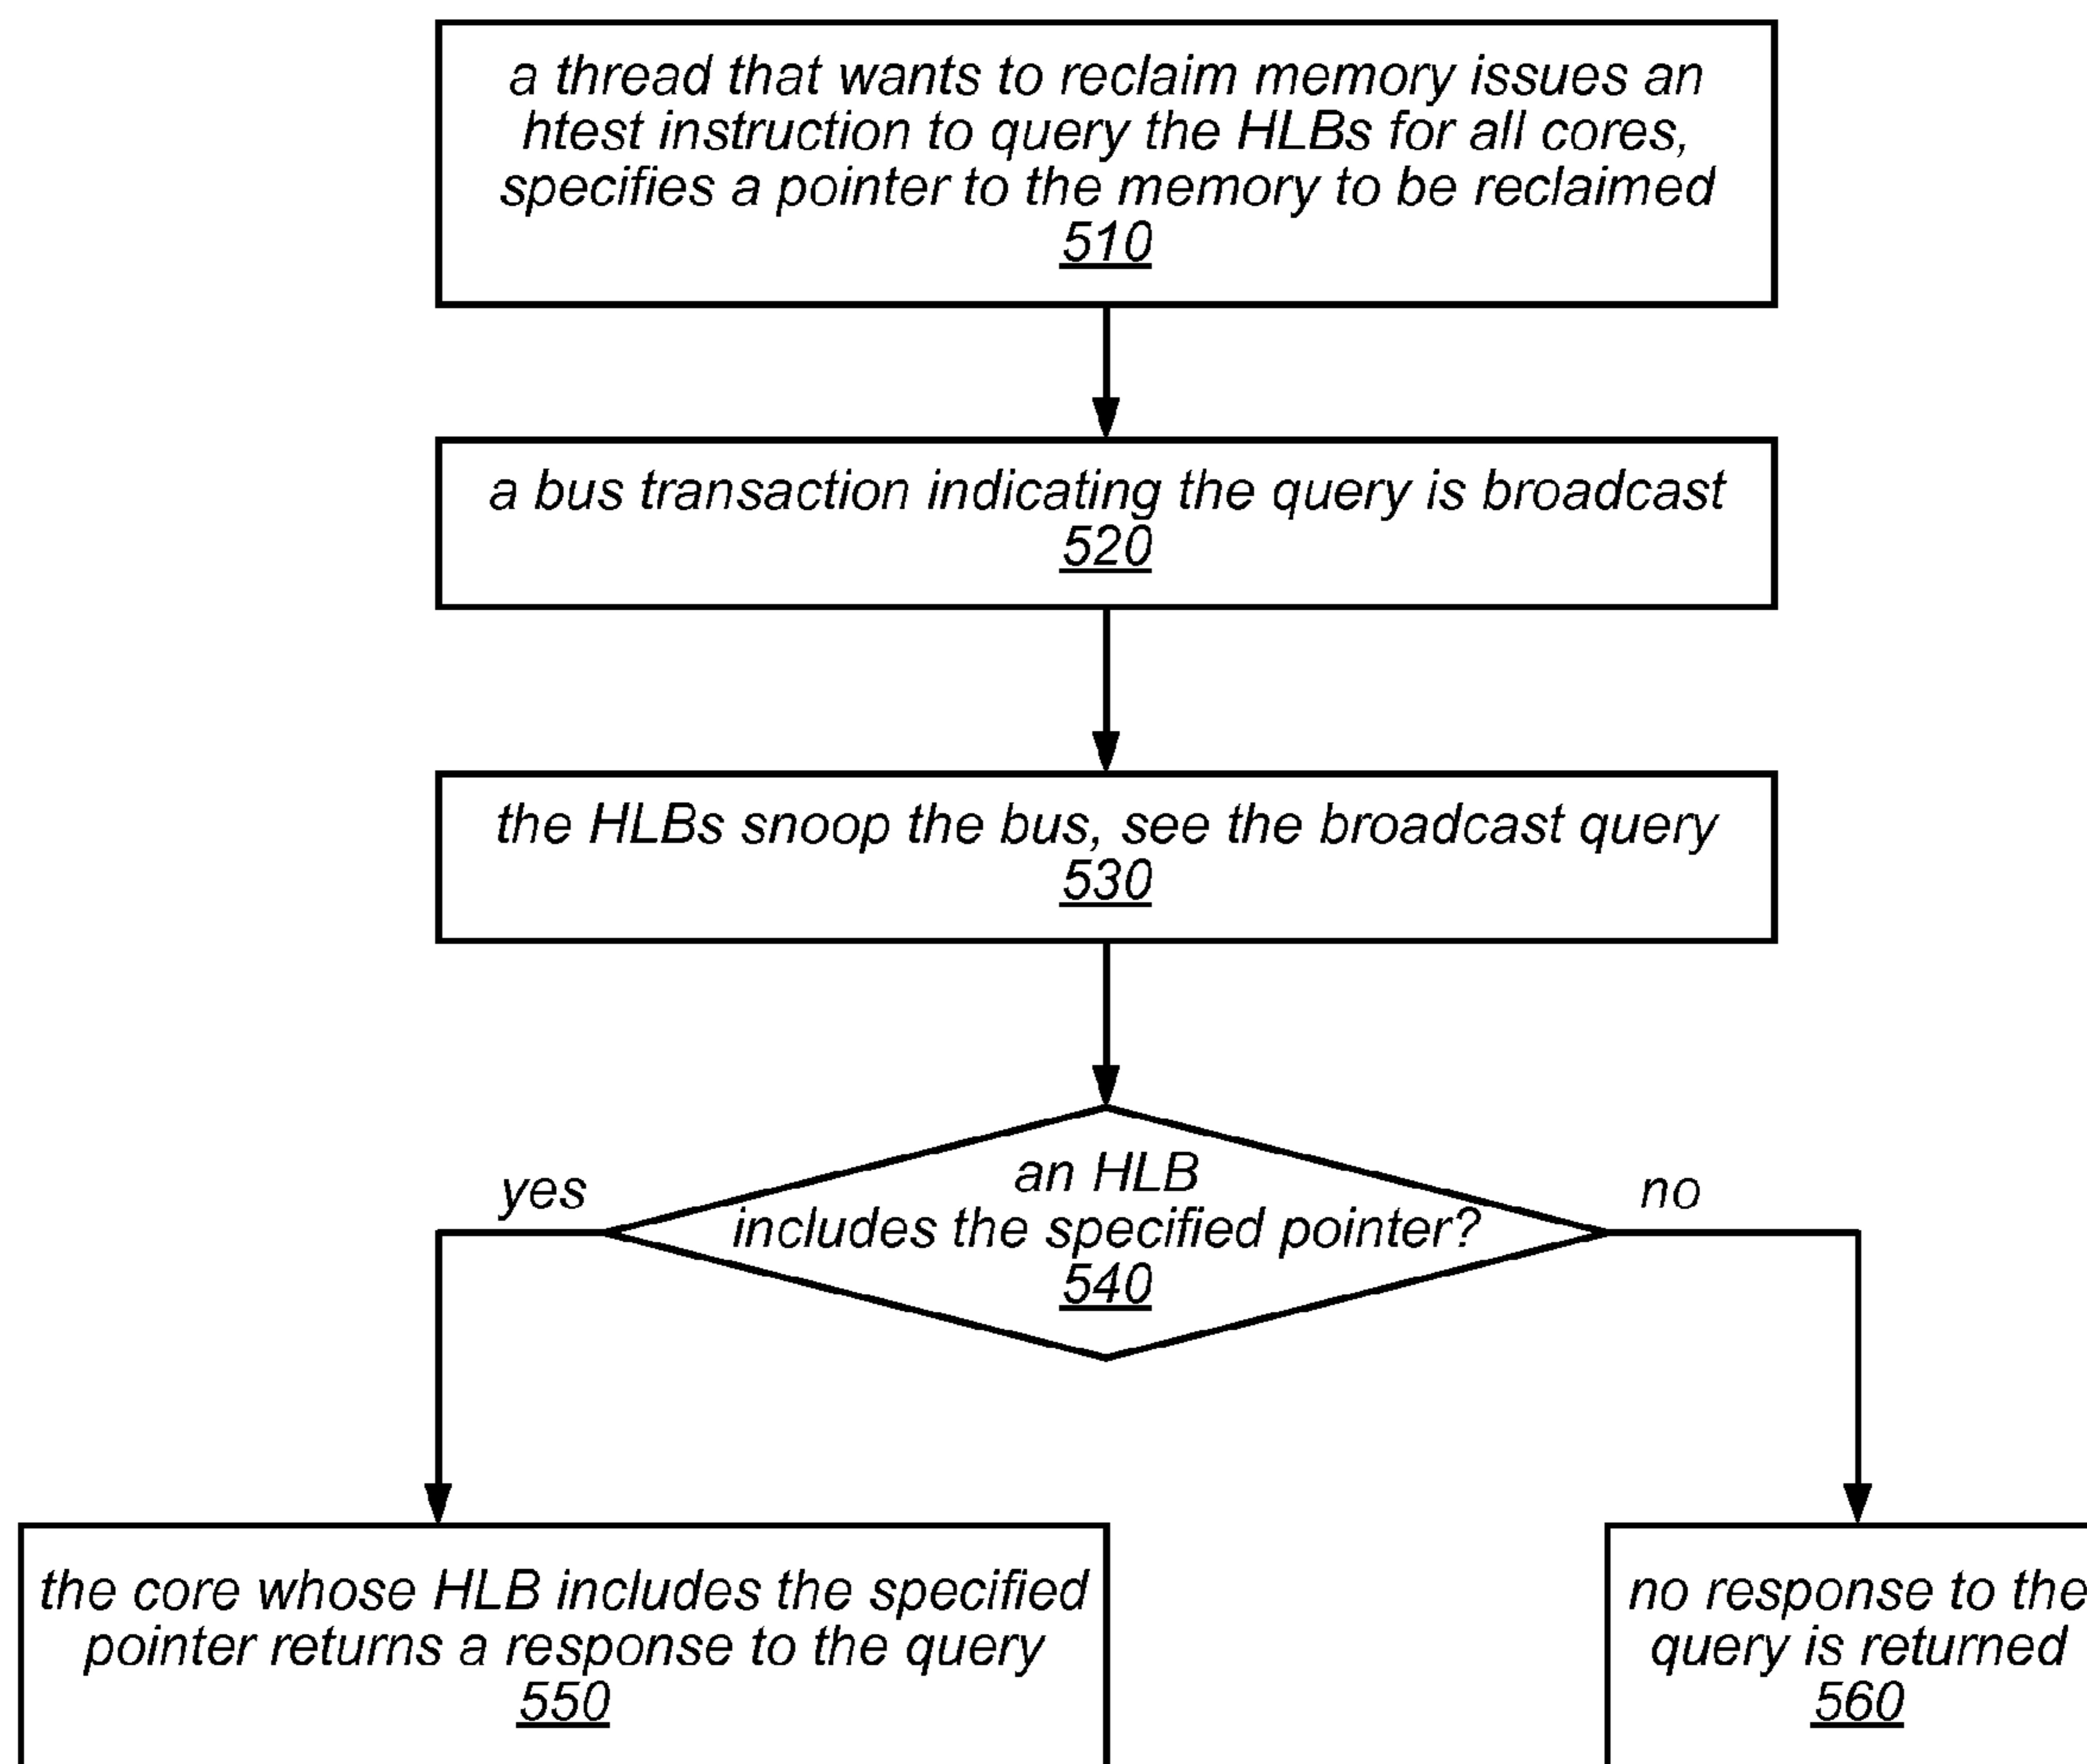 a thread that wants to reclaim memory issues an
htest instruction to query the HLBs for all cores,
specifies a pointer to the memory to be reclaimed
510
a bus transaction indicating the query is broadcast
520
the HLBs snoop the bus, see the broadcast query
530
an HLB
includes the specified pointer?
540
yes
no
the core whose HLB includes the specified
pointer returns a response to the query
550
no response to the
query is returned
560